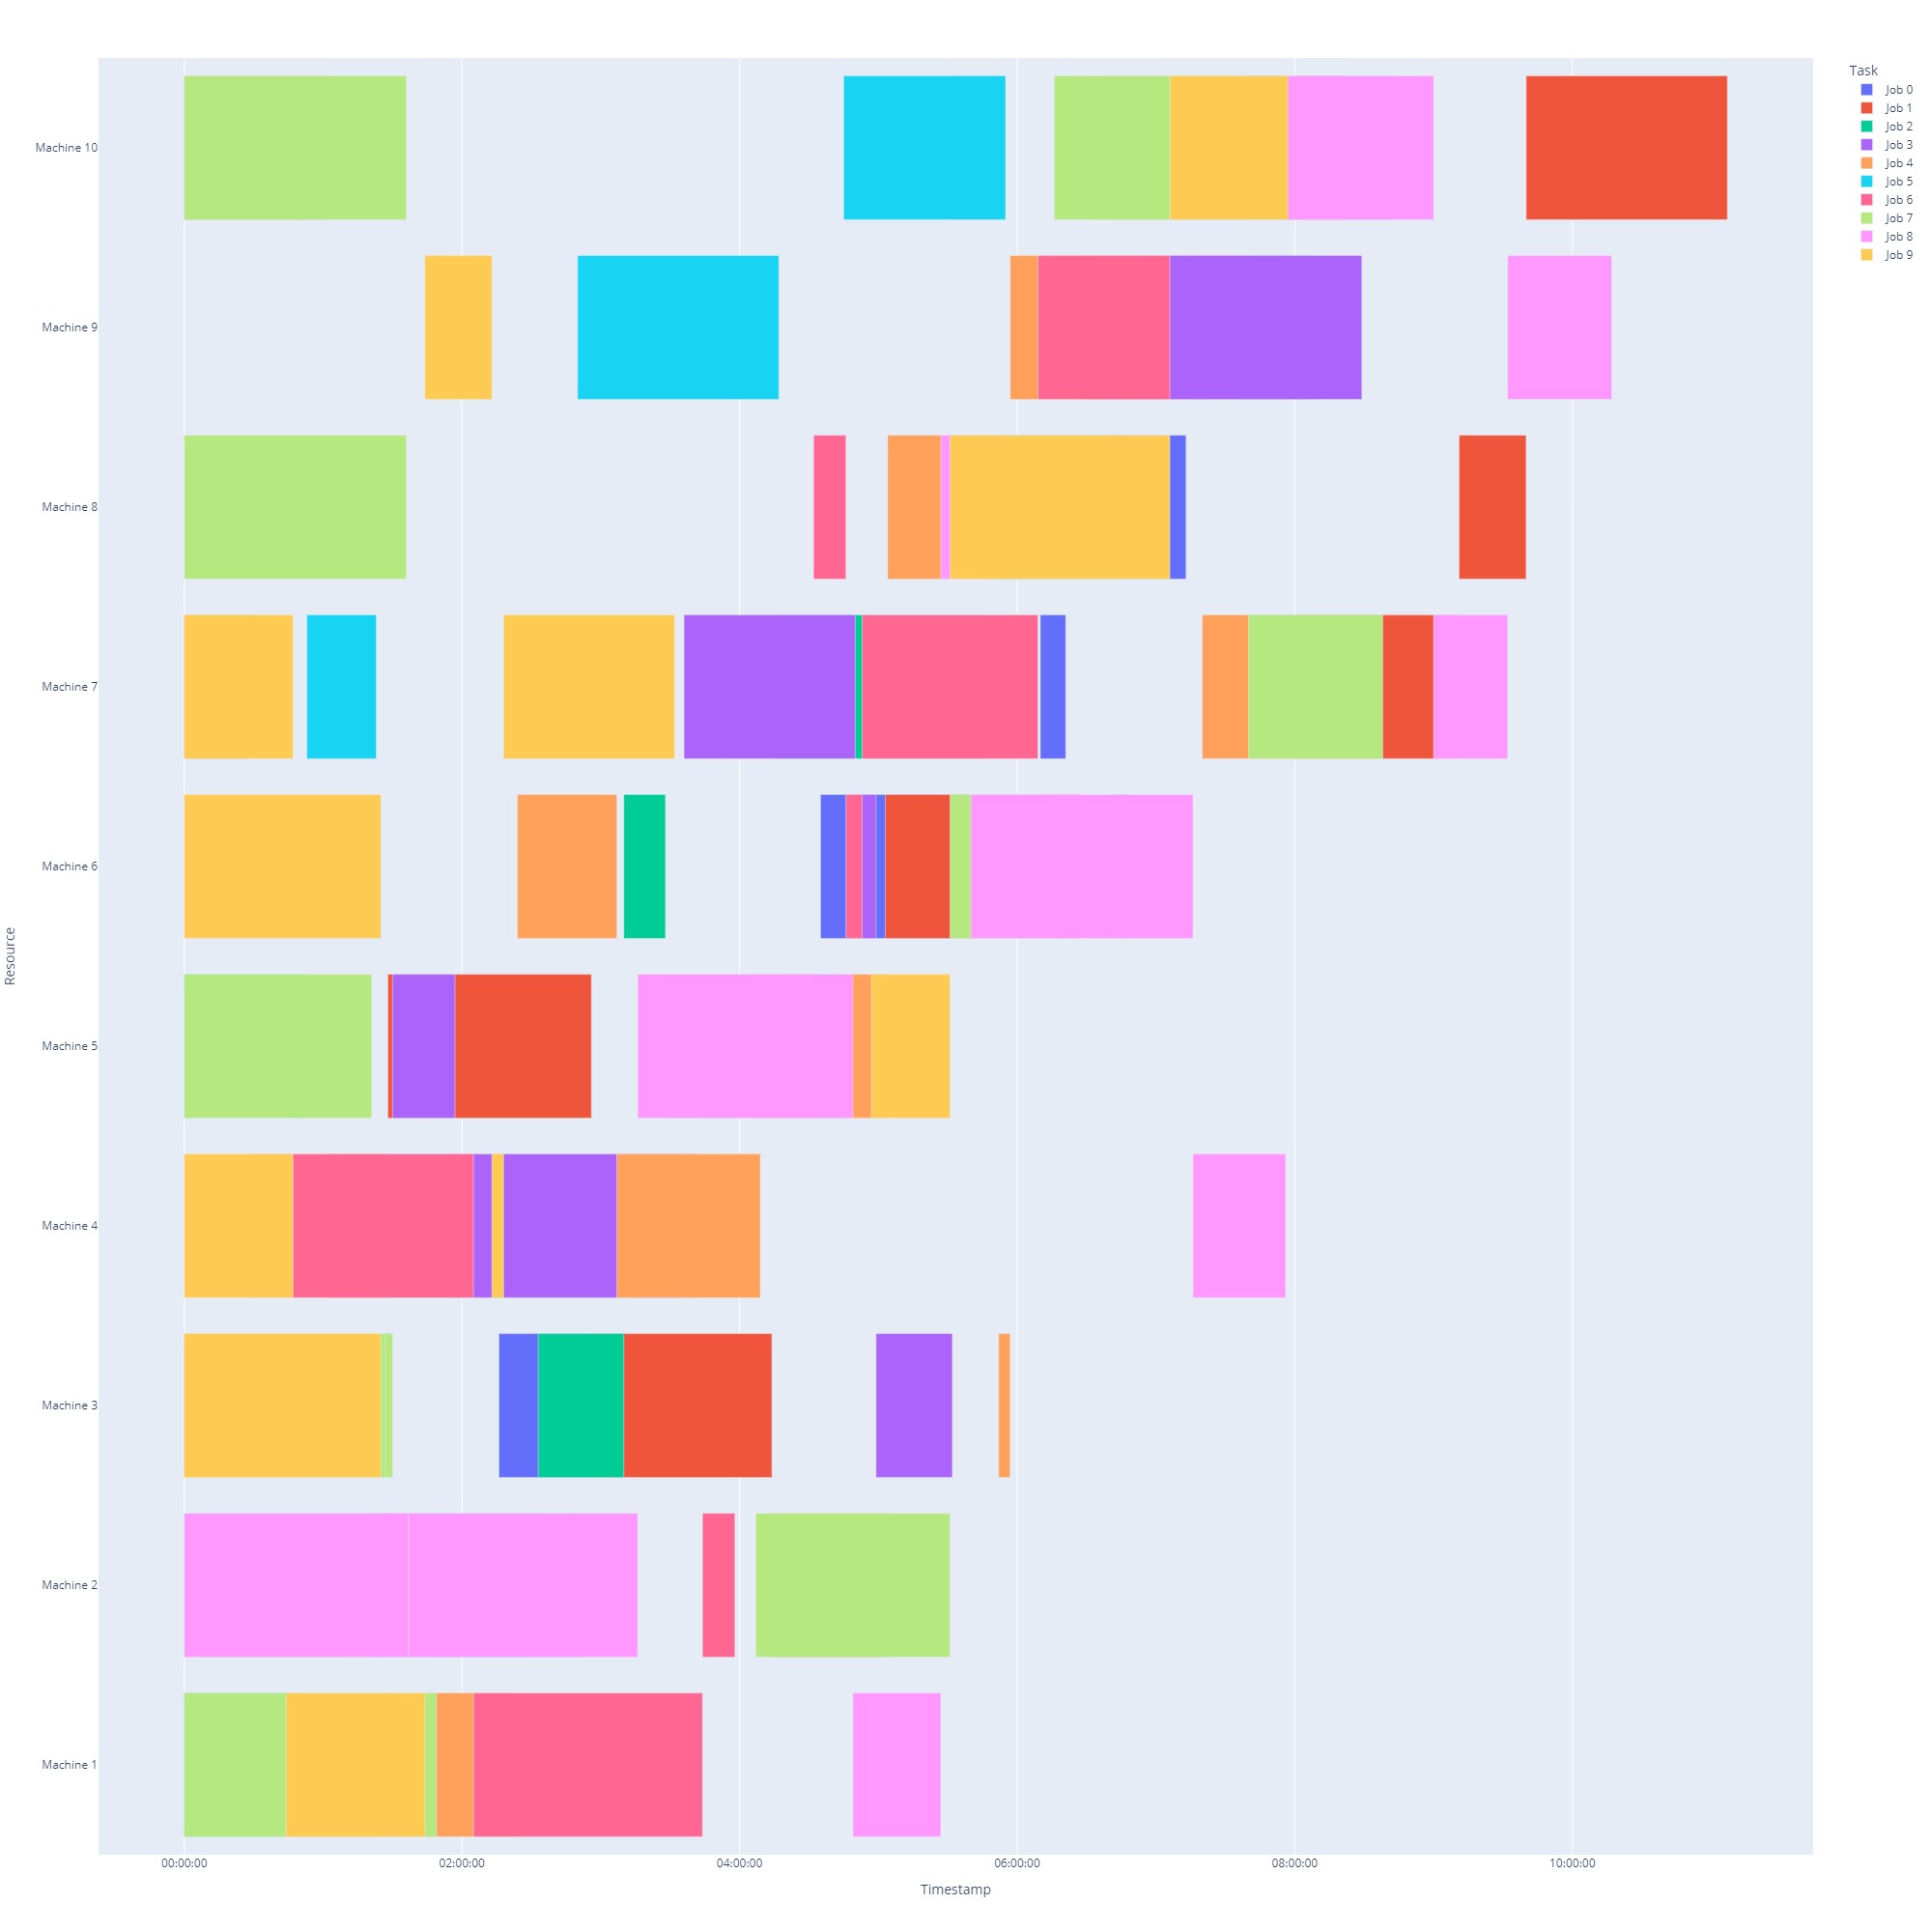 Task
Job 0
Job 1
Job 2
Job 3
Job 4
Job 5
Job 6
Job 7
Job 8
Job 9
Machine 10
Machine 9
Machine 8
Machine 7
Machine 6
Machine 5
Machine 4
Machine 3
Machine 2
Machine 1
Resource
00:00:00 02:00:00 04:00:00 06:00:00 08:00:00 10:00:00
Timestamp